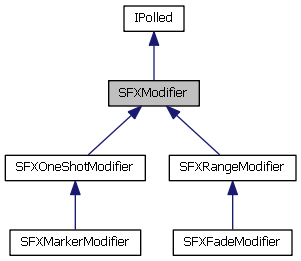 IPolled
SFXModifier
SFXOneShotModifier
SFXRangeModifier
SFXMarkerModifier
SFXFadeModifier